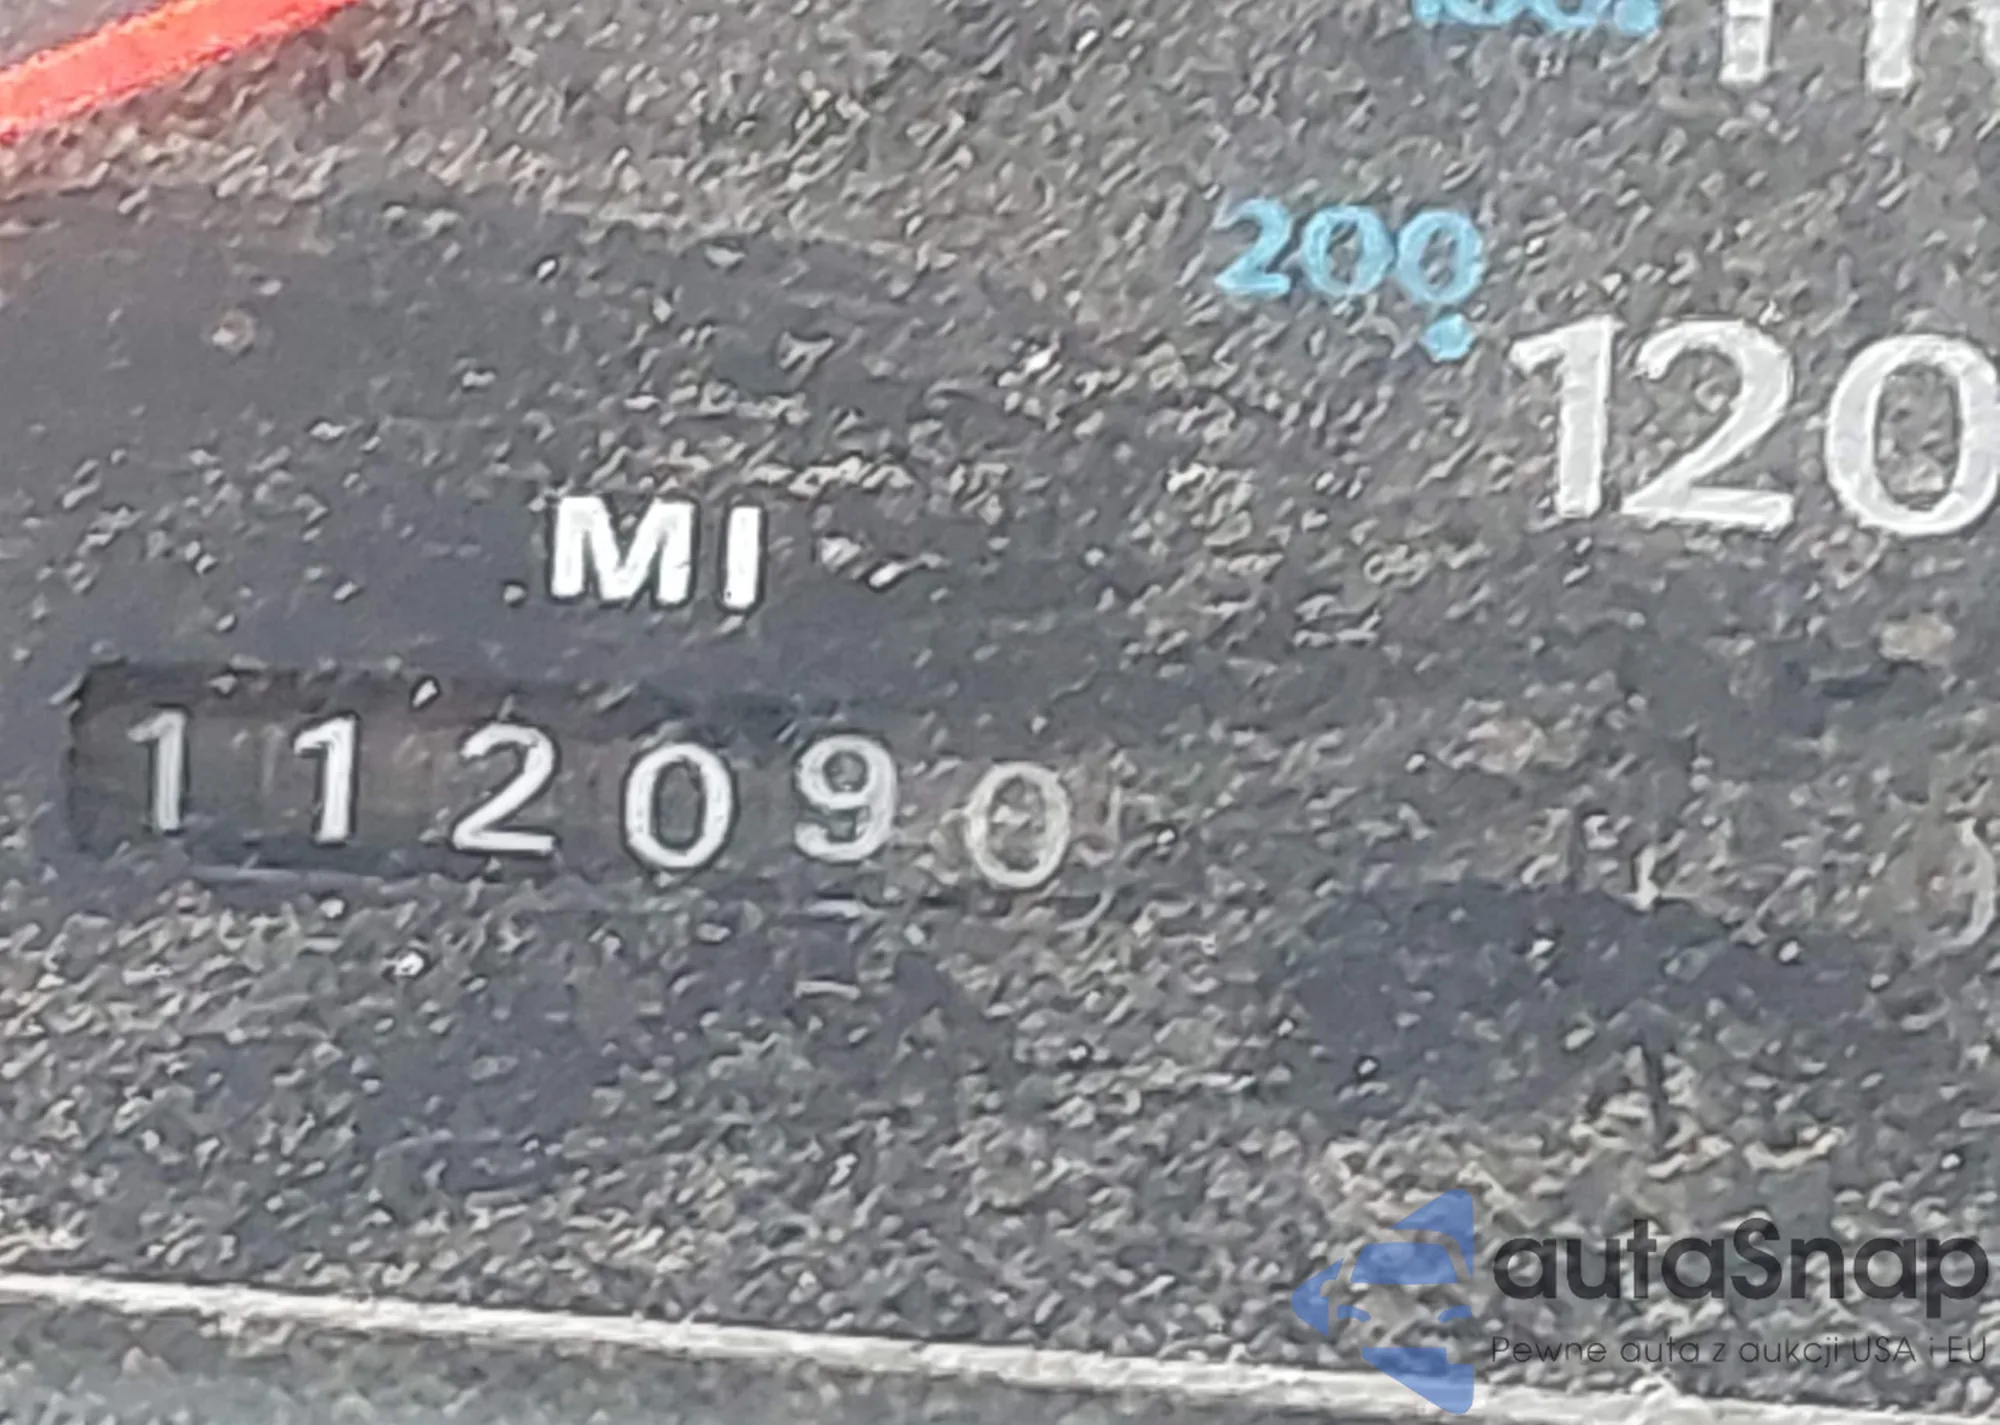 200
120
MI
112090
autaSnap
Pewne auta z aukcji USA i EU